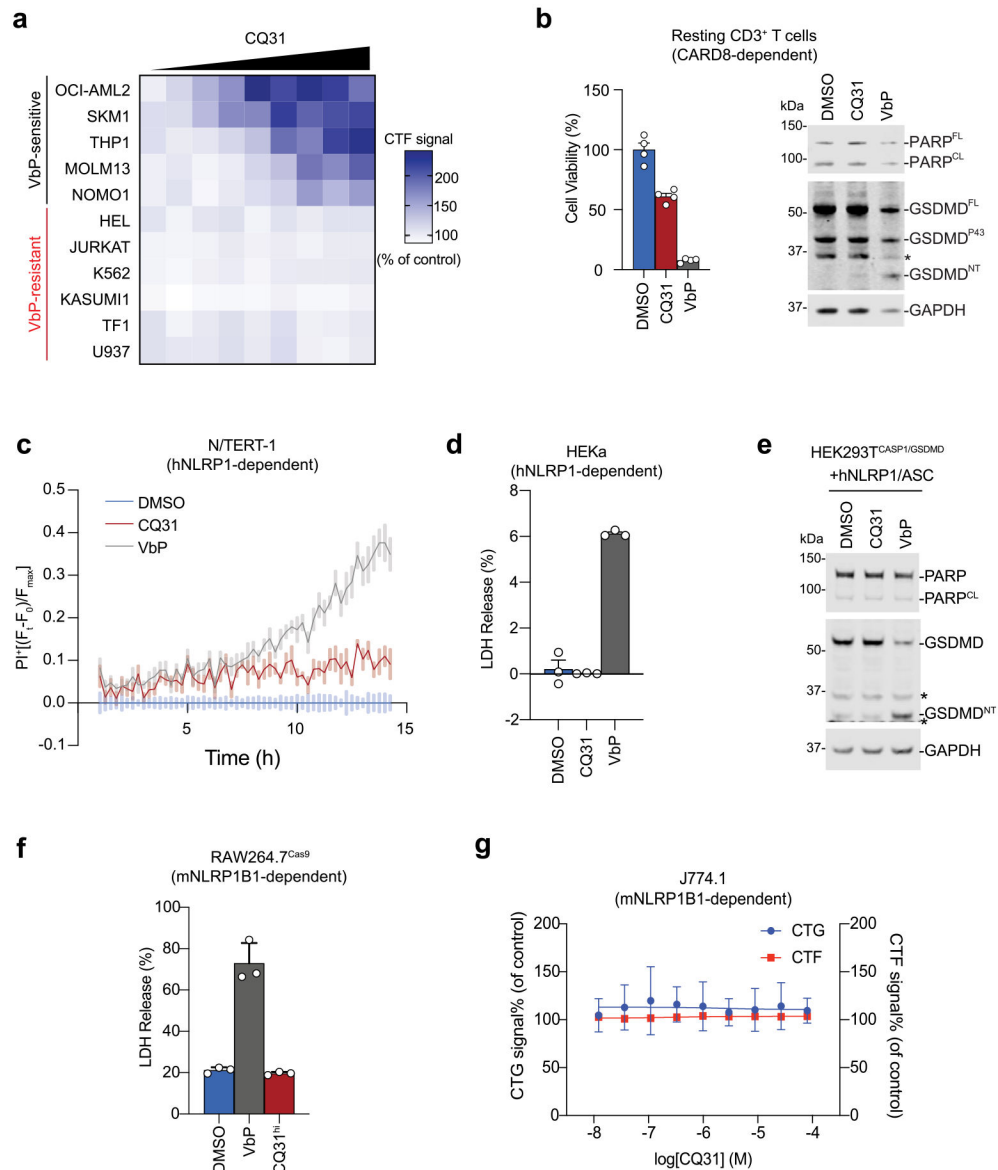 a
CQ31
VbP-sensitive
VbP-resistant
OCI-AML2
SKM1
THP1
MOLM13
NOMO1
HEL
JURKAT
K562
KASUMI1
TF1
U937
CTF signal
200
150
100
(% of control)
b
Resting CD3⁺ T cells
(CARD8-dependent)
Cell Viability (%)
150
100
50
0
DMSO
CQ31
VbP
kDa
DMSO
CQ31
VbP
150-
100-
50-
37-
37-
-PARP^FL
-PARP^CL
-GSDMD^FL
-GSDMD^P43
*
-GSDMD^NT
-GAPDH
c
N/TERT-1
(hNLRP1-dependent)
DMSO
CQ31
VbP
PI⁺[(F_t-F_0)/F_max]
0.5
0.4
0.3
0.2
0.1
0.0
-0.1
5
10
15
Time (h)
d
HEKa
(hNLRP1-dependent)
LDH Release (%)
6
4
2
0
-2
DMSO
CQ31
VbP
e
HEK293T^CASP1/GSDMD
+hNLRP1/ASC
kDa
DMSO
CQ31
VbP
150-
100-
50-
37-
37-
-PARP
-PARP^CL
-GSDMD
*
-GSDMD^NT
*
-GAPDH
f
RAW264.7^Cas9
(mNLRP1B1-dependent)
LDH Release (%)
100
80
60
40
20
0
DMSO
VbP
CQ31^hi
g
J774.1
(mNLRP1B1-dependent)
CTG signal% (of control)
200
150
100
50
0
CTG
CTF
200
150
100
50
0
CTF signal% (of control)
-8
-7
-6
-5
-4
log[CQ31] (M)